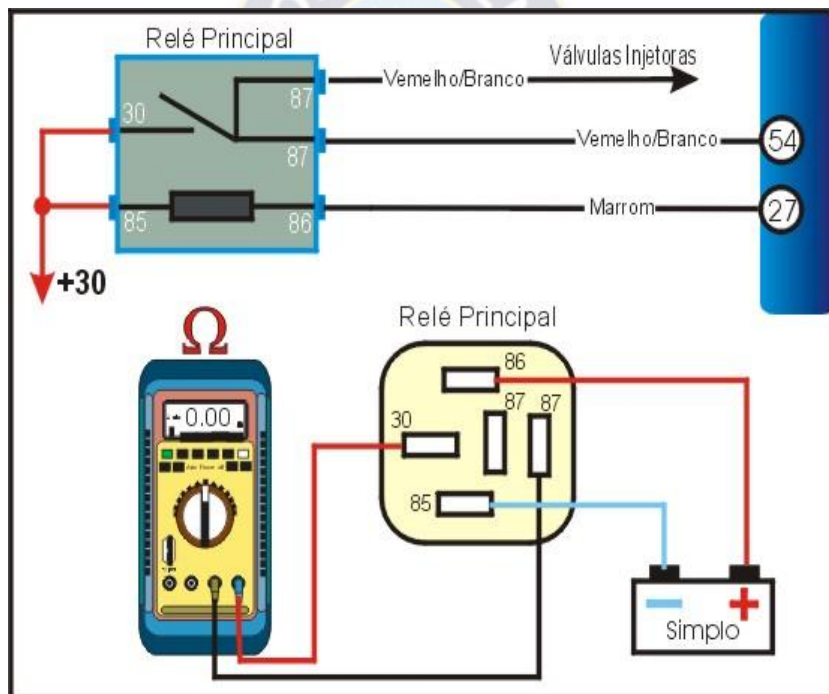 Relé Principal
Válvulas Injetoras
87
Vemelho/Branco
30
87
Vemelho/Branco
54
85
86
Marrom
27
+30
Ω
Relé Principal
86
0.00
30
87
87
85
Simplo